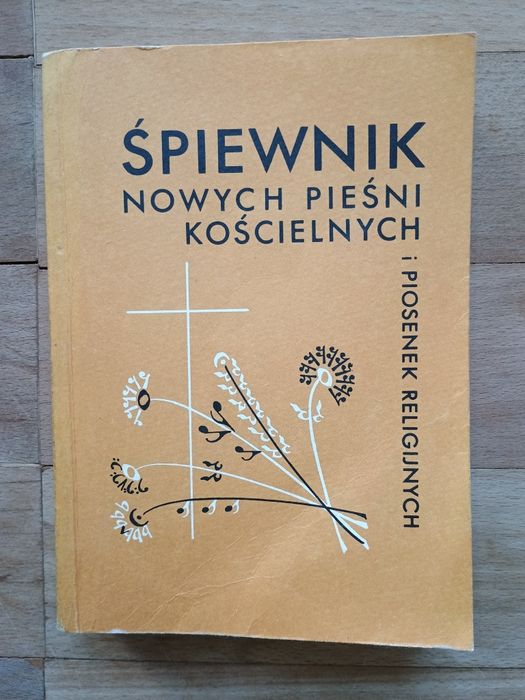 ŚPIEWNIK
NOWYCH PIEŚNI
KOŚCIELNYCH
i PIOSENEK RELIGIJNYCH